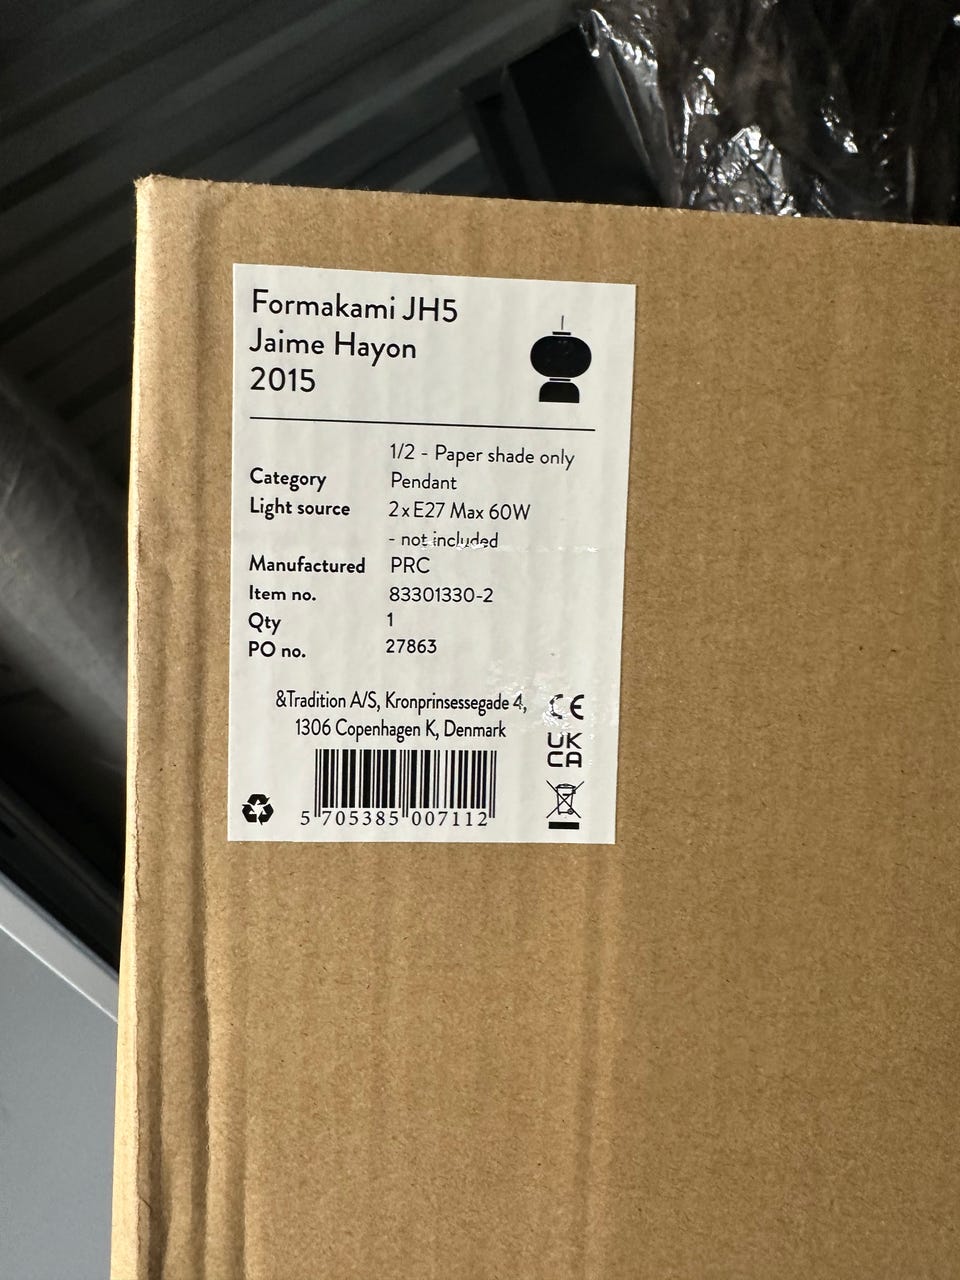 Formakami JH5
Jaime Hayon
2015
1/2 - Paper shade only
Category Pendant
Light source 2x E27 Max 60W
- not included
Manufactured PRC
Item no. 83301330-2
Qty 1
PO no. 27863
&Tradition A/S, Kronprinsessegade 4,
1306 Copenhagen K, Denmark
CE
UK
CA
5 705385 007112